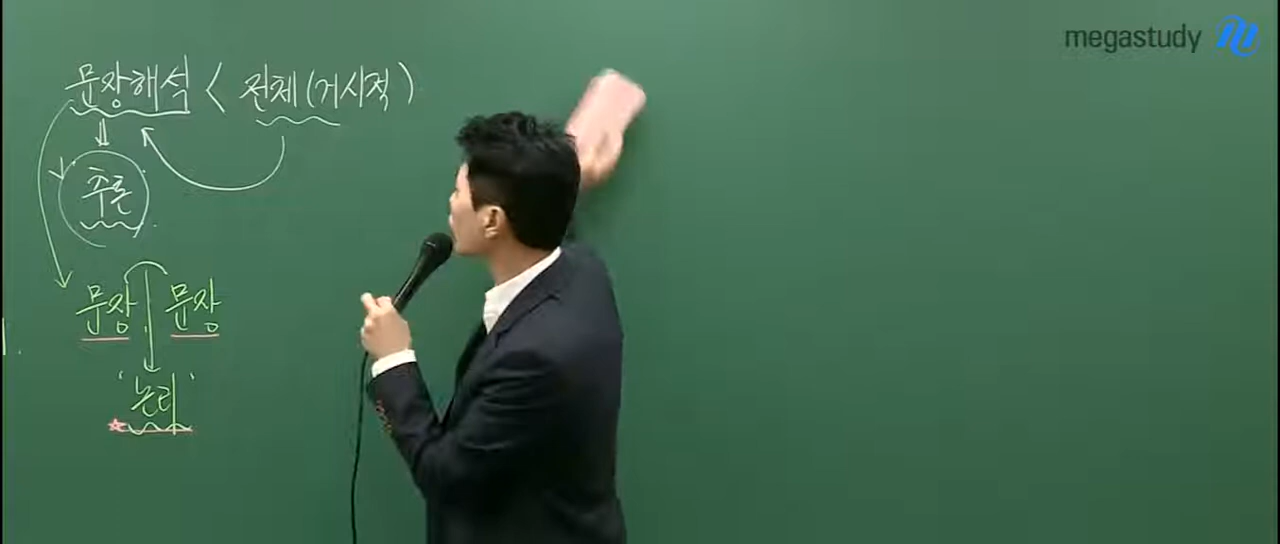 megastudy
문장해석 < 전체(거시적)
추론
문장 문장
'논리'